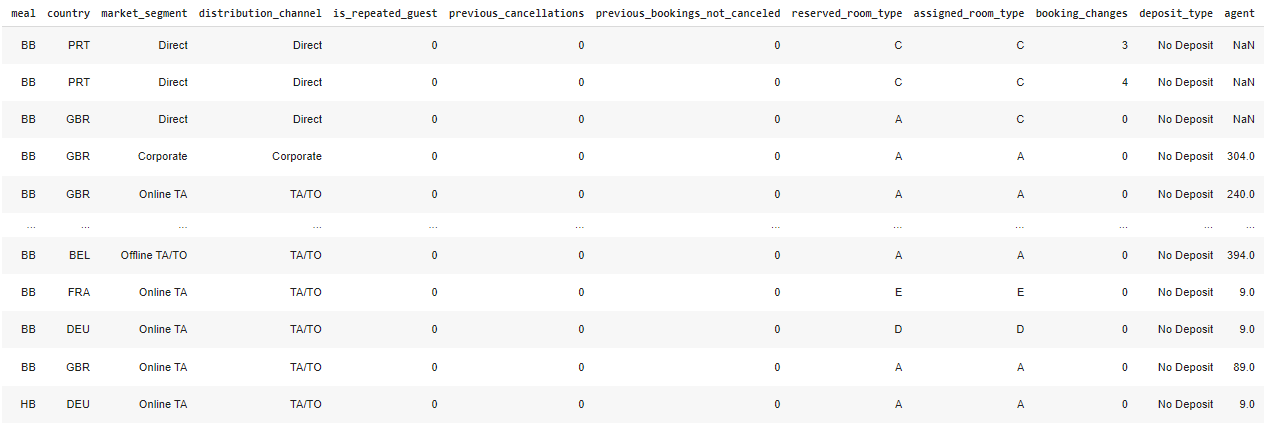 meal country market_segment distribution_channel is_repeated_guest previous_cancellations previous_bookings_not_canceled reserved_room_type assigned_room_type booking_changes deposit_type agent
BB PRT Direct Direct 0 0 0 C C 3 No Deposit NaN
BB PRT Direct Direct 0 0 0 C C 4 No Deposit NaN
BB GBR Direct Direct 0 0 0 A C 0 No Deposit NaN
BB GBR Corporate Corporate 0 0 0 A A 0 No Deposit 304.0
BB GBR Online TA TA/TO 0 0 0 A A 0 No Deposit 240.0
... ... ... ... ... ... ... ... ... ... ... ...
BB BEL Offline TA/TO TA/TO 0 0 0 A A 0 No Deposit 394.0
BB FRA Online TA TA/TO 0 0 0 E E 0 No Deposit 9.0
BB DEU Online TA TA/TO 0 0 0 D D 0 No Deposit 9.0
BB GBR Online TA TA/TO 0 0 0 A A 0 No Deposit 89.0
HB DEU Online TA TA/TO 0 0 0 A A 0 No Deposit 9.0